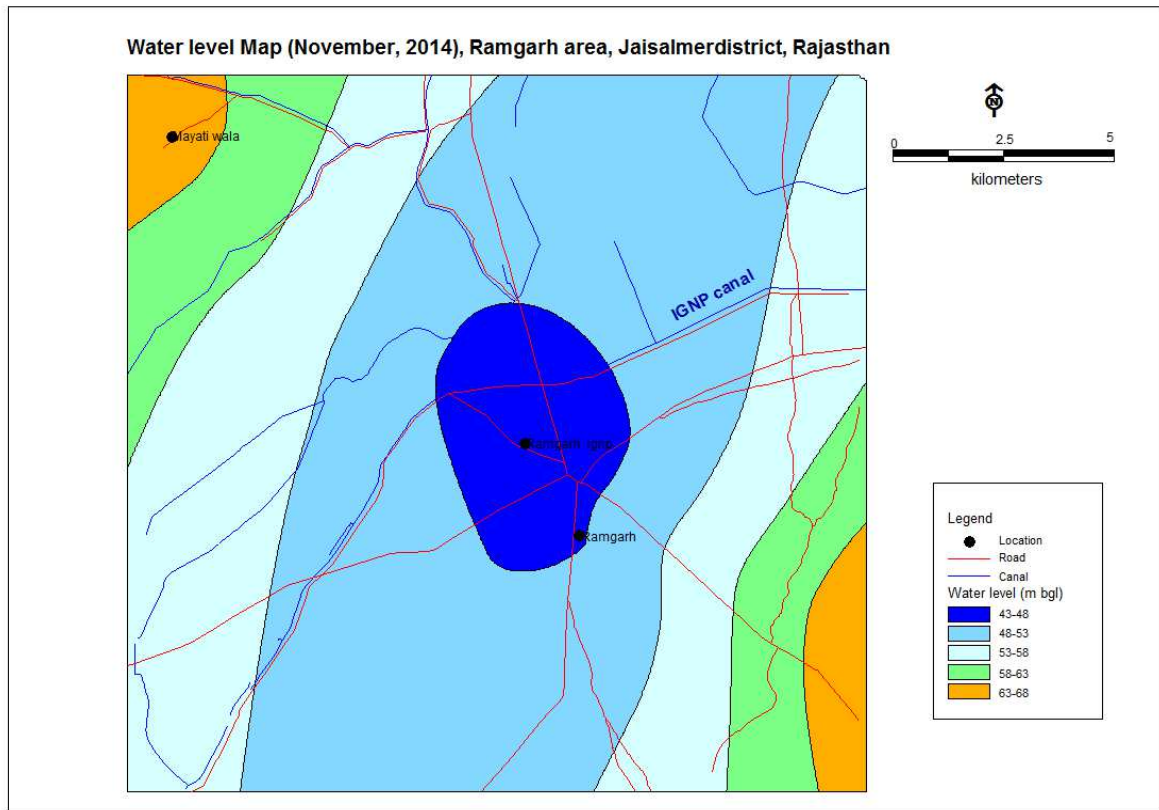 Water level Map (November, 2014), Ramgarh area, Jaisalmerdistrict, Rajasthan
N
0 2.5 5
kilometers
Mayati wala
IGNP canal
Ramgarh ignp
Ramgarh
Legend
Location
Road
Canal
Water level (m bgl)
43-48
48-53
53-58
58-63
63-68